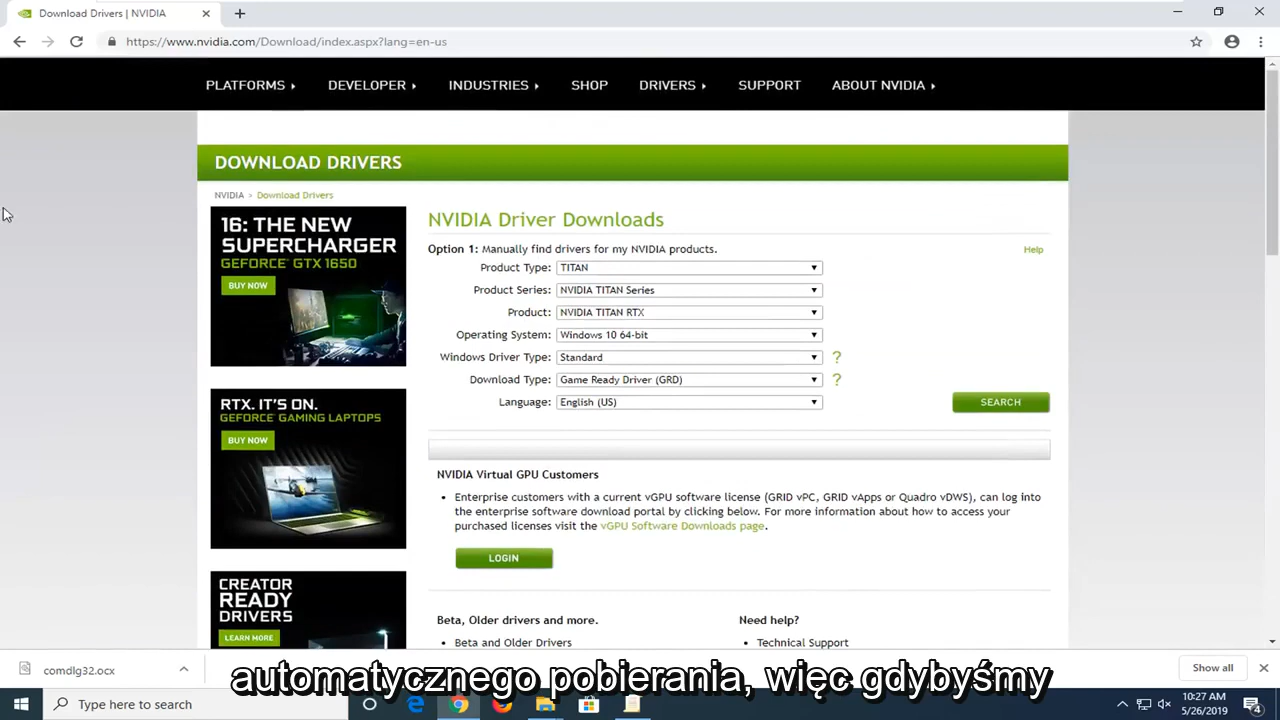 Download Drivers | NVIDIA
https://www.nvidia.com/Download/index.aspx?lang=en-us
PLATFORMS DEVELOPER INDUSTRIES SHOP DRIVERS SUPPORT ABOUT NVIDIA
DOWNLOAD DRIVERS
NVIDIA > Download Drivers
16: THE NEW
SUPERCHARGER
GEFORCE® GTX 1650
BUY NOW
RTX. IT'S ON.
GEFORCE® GAMING LAPTOPS
BUY NOW
CREATOR
READY
DRIVERS
LEARN MORE
NVIDIA Driver Downloads
Option 1: Manually find drivers for my NVIDIA products.
Help
Product Type: TITAN
Product Series: NVIDIA TITAN Series
Product: NVIDIA TITAN RTX
Operating System: Windows 10 64-bit
Windows Driver Type: Standard ?
Download Type: Game Ready Driver (GRD) ?
Language: English (US)
SEARCH
NVIDIA Virtual GPU Customers
• Enterprise customers with a current vGPU software license (GRID vPC, GRID vApps or Quadro vDWS), can log into
the enterprise software download portal by clicking below. For more information about how to access your
purchased licenses visit the vGPU Software Downloads page.
LOGIN
Beta, Older drivers and more.
• Beta and Older Drivers
Need help?
• Technical Support
comdlg32.ocx
Show all
automatycznego pobierania, więc gdybyśmy
Type here to search
10:27 AM
5/26/2019
4